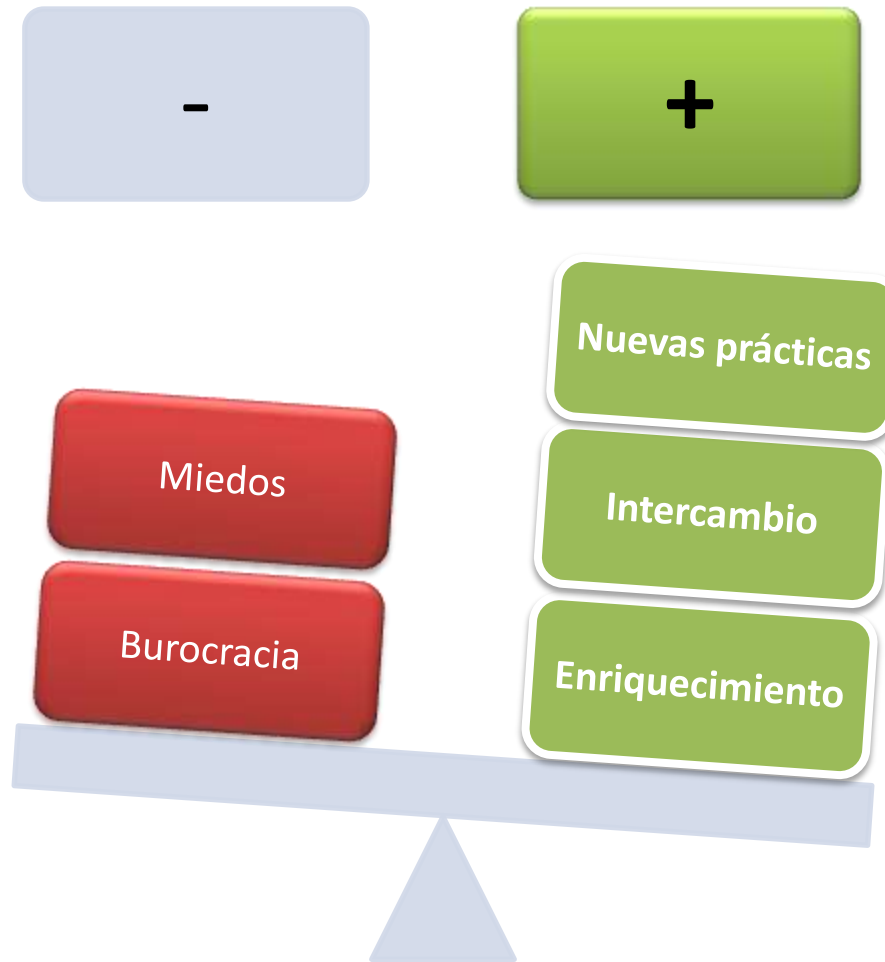 -
+
Nuevas prácticas
Miedos
Intercambio
Burocracia
Enriquecimiento